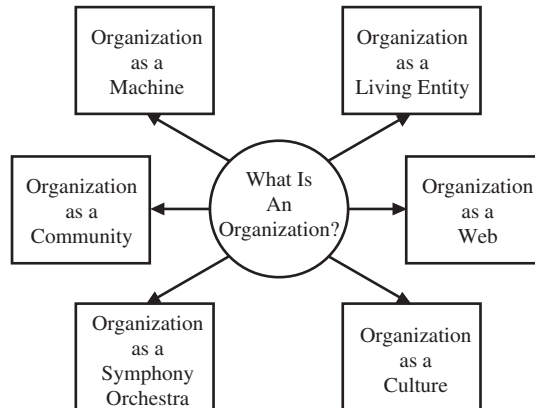 Organization
as a
Machine
Organization
as a
Living Entity
Organization
as a
Community
What Is
An
Organization?
Organization
as a
Web
Organization
as a
Symphony
Orchestra
Organization
as a
Culture